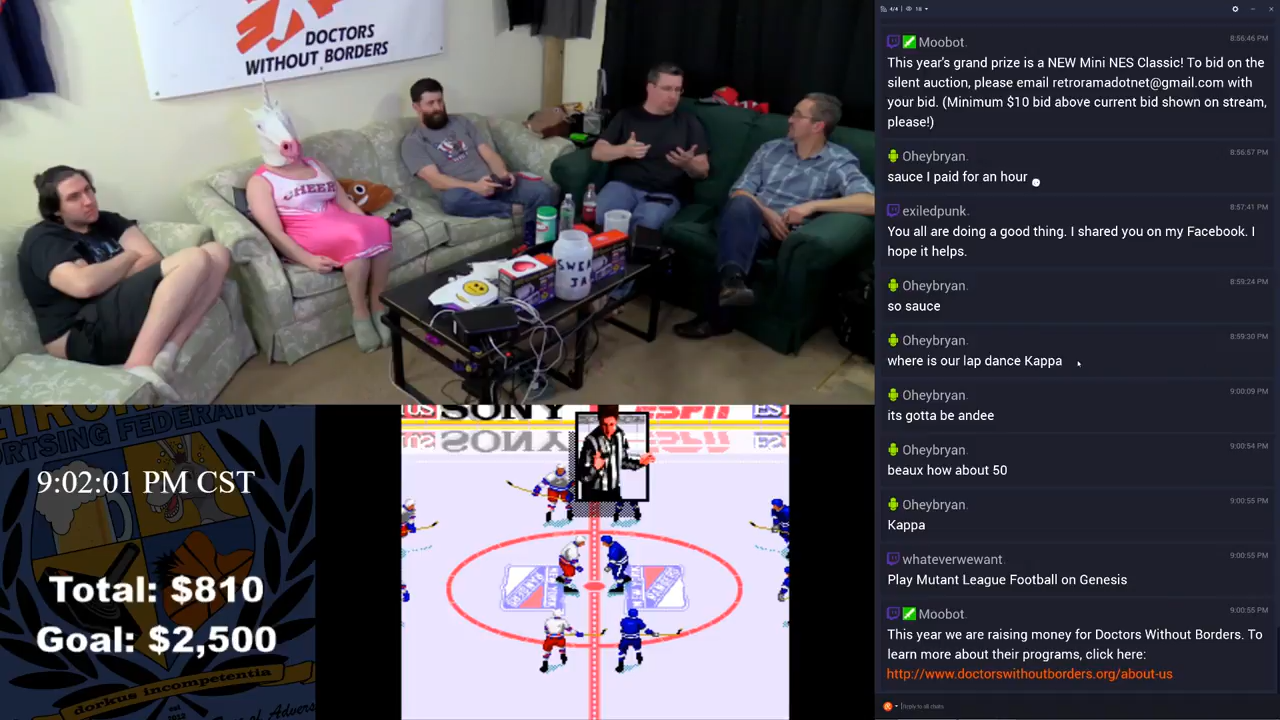 DOCTORS
WITHOUT BORDERS
CHEER
SWEAR
JAR
SONY
ESPN
9:02:01 PM CST
Total: $810
Goal: $2,500
dorkus incompetentia
4/4 | 18
Moobot. 8:56:46 PM
This year's grand prize is a NEW Mini NES Classic! To bid on the
silent auction, please email retroramadotnet@gmail.com with
your bid. (Minimum $10 bid above current bid shown on stream,
please!)
Oheybryan. 8:56:57 PM
sauce I paid for an hour
exiledpunk. 8:57:41 PM
You all are doing a good thing. I shared you on my Facebook. I
hope it helps.
Oheybryan. 8:59:24 PM
so sauce
Oheybryan. 8:59:30 PM
where is our lap dance Kappa
Oheybryan. 9:00:09 PM
its gotta be andee
Oheybryan. 9:00:54 PM
beaux how about 50
Oheybryan. 9:00:55 PM
Kappa
whateverwewant. 9:00:55 PM
Play Mutant League Football on Genesis
Moobot. 9:00:55 PM
This year we are raising money for Doctors Without Borders. To
learn more about their programs, click here:
http://www.doctorswithoutborders.org/about-us
Reply to all chats